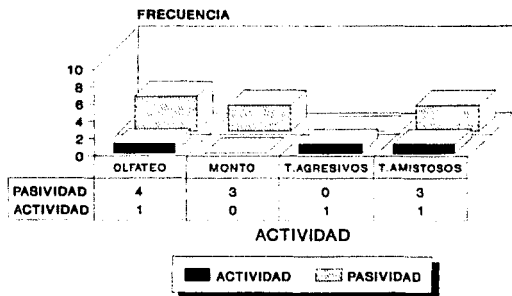 FRECUENCIA
10
8
6
4
2
0
OLFATEO MONTO T.AGRESIVOS T.AMISTOSOS
PASIVIDAD 4 3 0 3
ACTIVIDAD 1 0 1 1
ACTIVIDAD
ACTIVIDAD PASIVIDAD